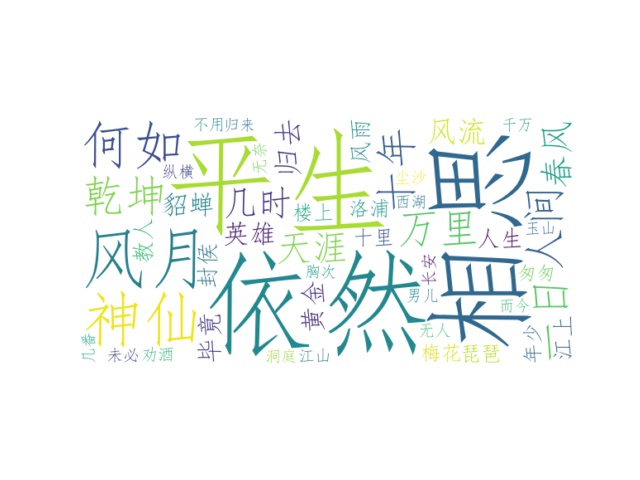 不用归来
千万
何如
纵横
平生
无奈
归去
风雨
十年
风流
春风
相思
乾坤
貂蝉
几时
楼上
洛浦
尘沙
西湖
人间
玉山
教人
英雄
天涯
十里
万里
人生
风月
封侯
依然
胸次
黄金
长安
男儿
匆匆
一日
而今
神仙
毕竟
无人
年少
江上
几番
未必
劝酒
洞庭
江山
梅花
琵琶